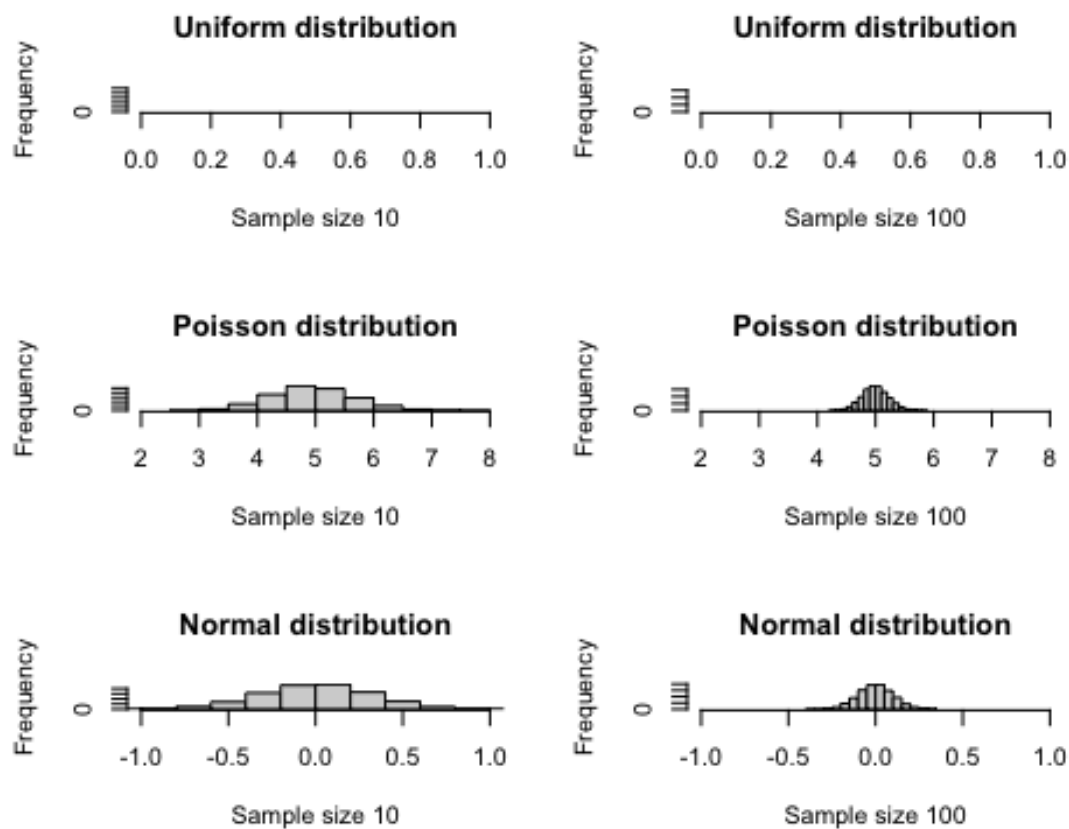 Uniform distribution
Frequency
0
0.0 0.2 0.4 0.6 0.8 1.0
Sample size 10
Uniform distribution
Frequency
0
0.0 0.2 0.4 0.6 0.8 1.0
Sample size 100
Poisson distribution
Frequency
0
2 3 4 5 6 7 8
Sample size 10
Poisson distribution
Frequency
0
2 3 4 5 6 7 8
Sample size 100
Normal distribution
Frequency
0
-1.0 -0.5 0.0 0.5 1.0
Sample size 10
Normal distribution
Frequency
0
-1.0 -0.5 0.0 0.5 1.0
Sample size 100